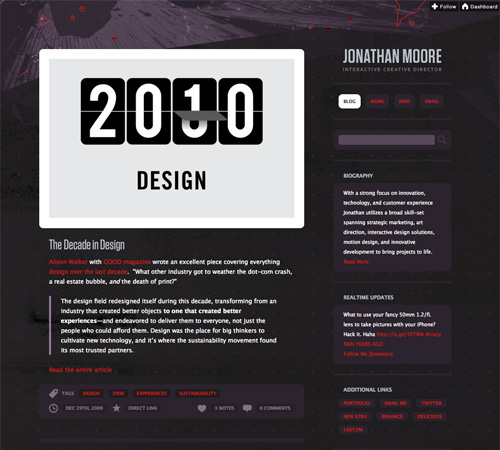 Follow
Dashboard
JONATHAN MOORE
INTERACTIVE CREATIVE DIRECTOR
BLOG
WORK
INFO
EMAIL
2010
DESIGN
The Decade in Design
Alison Walker with GOOD magazine wrote an excellent piece covering everything
design over the last decade. "What other industry got to weather the dot-com crash,
a real estate bubble, and the death of print?"
The design field redesigned itself during this decade, transforming from an
industry that created better objects to one that created better
experiences—and endeavored to deliver them to everyone, not just the
people who could afford them. Design was the place for big thinkers to
cultivate new technology, and it's where the sustainability movement found
its most trusted partners.
Read the entire article
TAGS
DESIGN
2009
EXPERIENCES
SUSTAINABILITY
DEC 29TH, 2009
DIRECT LINK
3 NOTES
0 COMMENTS
BIOGRAPHY
With a strong focus on innovation,
technology, and customer experience
Jonathan utilizes a broad skill-set
spanning strategic marketing, art
direction, interactive design solutions,
motion design, and innovative
development to bring projects to life.
Read More
REALTIME UPDATES
What to use your fancy 50mm 1.2/fL
lens to take pictures with your iPhone?
Hack it. Haha
NAN YEARS AGO
Follow Me
ADDITIONAL LINKS
PORTFOLIO
EMAIL ME
TWITTER
NEW EZRA
BEHANCE
DELICIOUS
LAST.FM